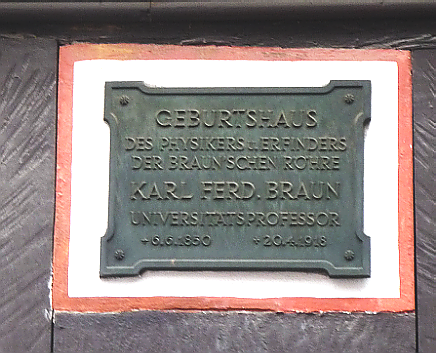 GEBURTSHAUS
DES PHYSIKERS u. ERFINDERS
DER BRAUN'SCHEN RÖHRE
KARL FERD. BRAUN
UNIVERSITÄTSPROFESSOR
+6.6.1850 +20.4.1918